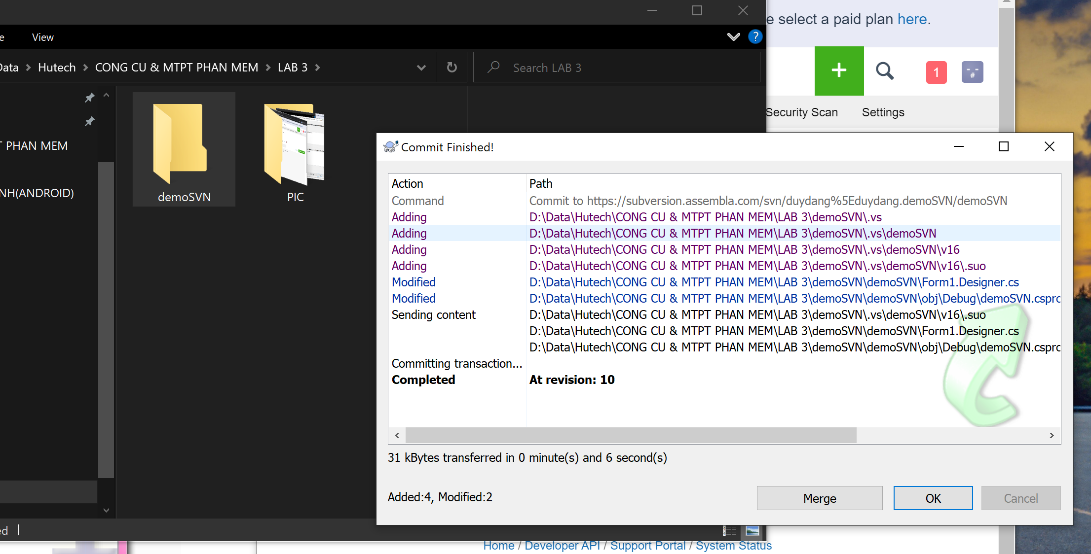 e select a paid plan here.
e View
?
Data > Hutech > CONG CU & MTPT PHAN MEM > LAB 3 >
Search LAB 3
+
1
Security Scan Settings
PT PHAN MEM
NH(ANDROID)
demoSVN
PIC
Commit Finished!
Action Path
Command Commit to https://subversion.assembla.com/svn/duydang%5Eduydang.demoSVN/demoSVN
Adding D:\Data\Hutech\CONG CU & MTPT PHAN MEM\LAB 3\demoSVN\.vs
Adding D:\Data\Hutech\CONG CU & MTPT PHAN MEM\LAB 3\demoSVN\.vs\demoSVN
Adding D:\Data\Hutech\CONG CU & MTPT PHAN MEM\LAB 3\demoSVN\.vs\demoSVN\v16
Adding D:\Data\Hutech\CONG CU & MTPT PHAN MEM\LAB 3\demoSVN\.vs\demoSVN\v16\.suo
Modified D:\Data\Hutech\CONG CU & MTPT PHAN MEM\LAB 3\demoSVN\demoSVN\Form1.Designer.cs
Modified D:\Data\Hutech\CONG CU & MTPT PHAN MEM\LAB 3\demoSVN\demoSVN\obj\Debug\demoSVN.cspro
Sending content D:\Data\Hutech\CONG CU & MTPT PHAN MEM\LAB 3\demoSVN\.vs\demoSVN\v16\.suo
D:\Data\Hutech\CONG CU & MTPT PHAN MEM\LAB 3\demoSVN\demoSVN\Form1.Designer.cs
D:\Data\Hutech\CONG CU & MTPT PHAN MEM\LAB 3\demoSVN\demoSVN\obj\Debug\demoSVN.cspro
Committing transaction...
Completed At revision: 10
31 kBytes transferred in 0 minute(s) and 6 second(s)
Added:4, Modified:2
Merge OK Cancel
ed
Home / Developer API / Support Portal / System Status